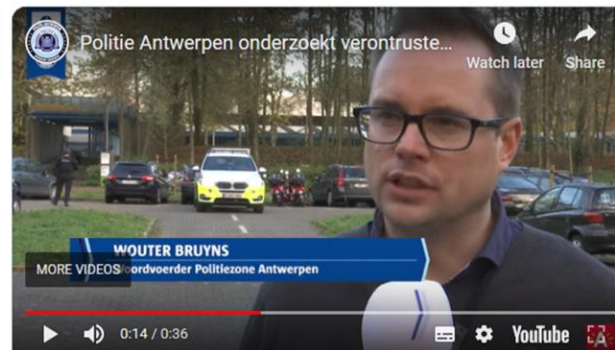 Politie Antwerpen onderzoekt verontruste...
Watch later
Share
WOUTER BRUYNS
MORE VIDEOS
oordvoerder Politiezone Antwerpen
0:14 / 0:36
YouTube